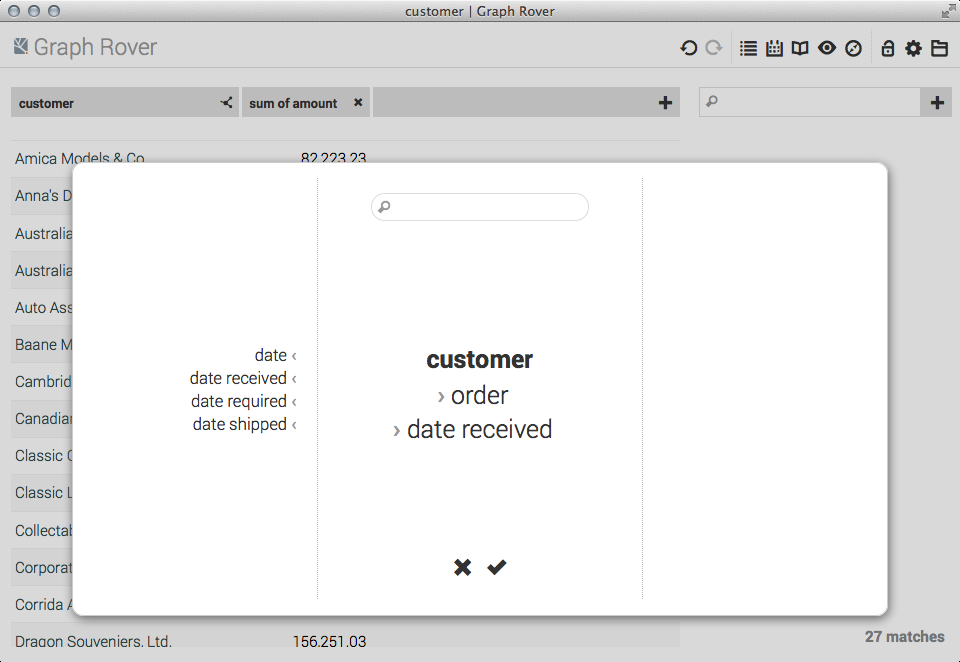 customer | Graph Rover
Graph Rover
customer
sum of amount
Amica Models & Co. 82,223.23
Anna's D
Australia
Australia
Auto Ass
Baane M
Cambrid
Canadian
Classic
Classic L
Collectab
Corporat
Corrida A
Dragon Souveniers, Ltd. 156,251.03
date ‹
date received ‹
date required ‹
date shipped ‹
customer
› order
› date received
27 matches